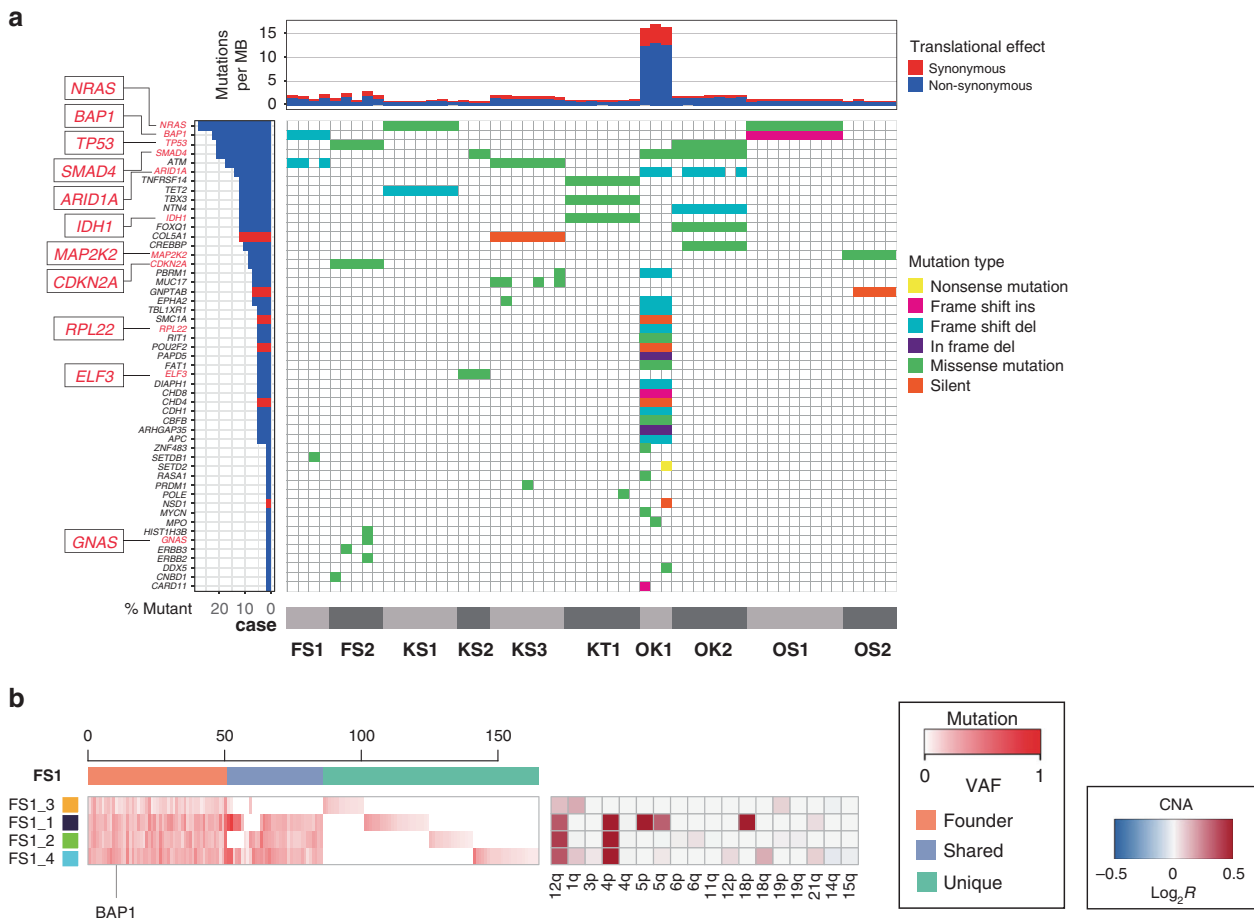 a
Mutations
per MB
15
10
5
0
Translational effect
Synonymous
Non-synonymous
NRAS
BAP1
TP53
SMAD4
ARID1A
IDH1
MAP2K2
CDKN2A
RPL22
ELF3
GNAS
NRAS
BAP1
TP53
SMAD4
ATM
ARID1A
TNFRSF14
TET2
TBX3
NTN4
IDH1
FOXQ1
COL5A1
CREBBP
MAP2K2
CDKN2A
PBRM1
MUC17
GNPTAB
EPHA2
TBL1XR1
SMC1A
RPL22
RIT1
POU2F2
PAPD5
FAT1
ELF3
DIAPH1
CHD8
CHD4
CDH1
CBFB
ARHGAP35
APC
ZNF483
SETDB1
SETD2
RASA1
PRDM1
POLE
NSD1
MYCN
MPO
HIST1H3B
GNAS
ERBB3
ERBB2
DDX5
CNBD1
CARD11
Mutation type
Nonsense mutation
Frame shift ins
Frame shift del
In frame del
Missense mutation
Silent
% Mutant 20 10 0
case
FS1 FS2 KS1 KS2 KS3 KT1 OK1 OK2 OS1 OS2
b
0 50 100 150
FS1
FS1_3
FS1_1
FS1_2
FS1_4
BAP1
12q 1q 3p 4p 4q 5p 5q 6p 6q 11q 12p 18p 18q 19p 19q 21q 14q 15q
Mutation
0 1
VAF
Founder
Shared
Unique
CNA
−0.5 0 0.5
Log2R